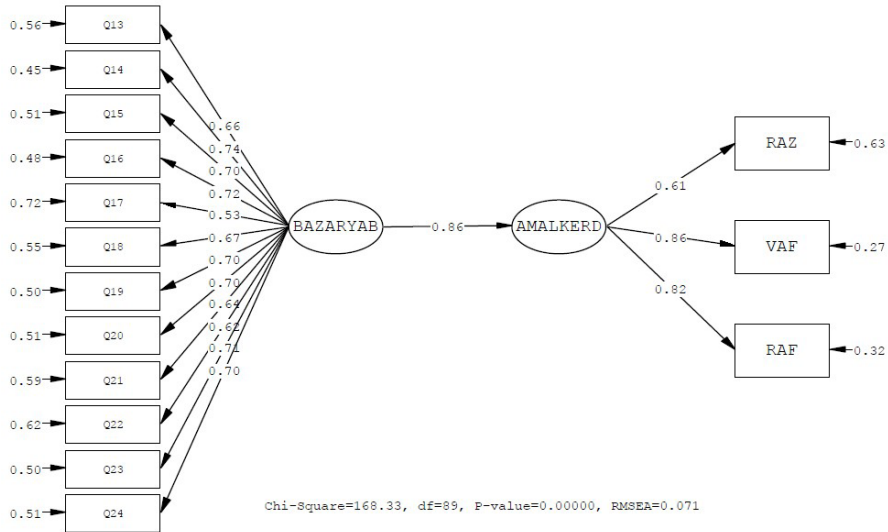 0.56 Q13
0.45 Q14
0.51 Q15
0.48 Q16
0.72 Q17
0.55 Q18
0.50 Q19
0.51 Q20
0.59 Q21
0.62 Q22
0.50 Q23
0.51 Q24
0.66
0.74
0.70
0.72
0.53
0.67
0.70
0.70
0.64
0.62
0.71
0.70
BAZARYAB
0.86
AMALKERD
0.61
0.86
0.82
RAZ 0.63
VAF 0.27
RAF 0.32
Chi-Square=168.33, df=89, P-value=0.00000, RMSEA=0.071